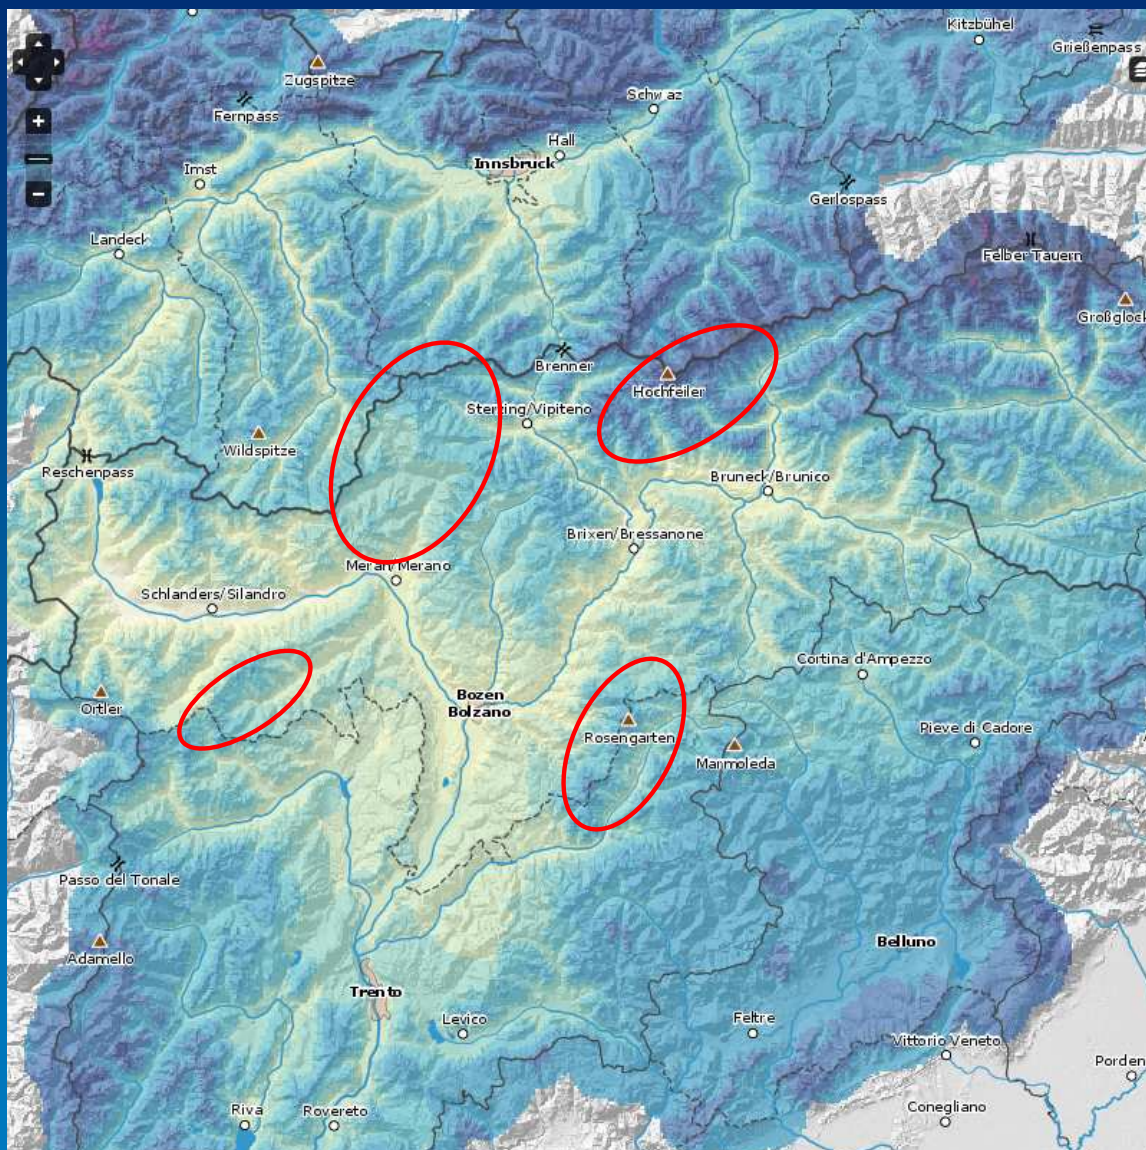 Kitzbühel
Grießenpass
Zugspitze
Fernpass
Schwaz
Hall
Innsbruck
Imst
Gerlospass
Landeck
Felber Tauern
Großglock
Brenner
Hochfeiler
Sterzing/Vipiteno
Wildspitze
Reschenpass
Bruneck/Brunico
Brixen/Bressanone
Meran/Merano
Schlanders/Silandro
Cortina d'Ampezzo
Ortler
Bozen
Bolzano
Rosengarten
Pieve di Cadore
Marmoleda
Passo del Tonale
Adamello
Belluno
Trento
Levico
Feltre
Vittorio Veneto
Porden
Riva
Rovereto
Conegliano